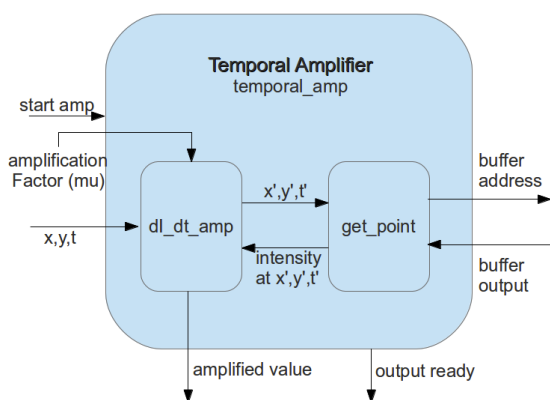 Temporal Amplifier
temporal_amp
start amp
amplification
Factor (mu)
x,y,t
dI_dt_amp
x',y',t'
intensity
at x',y',t'
get_point
buffer
address
buffer
output
amplified value
output ready